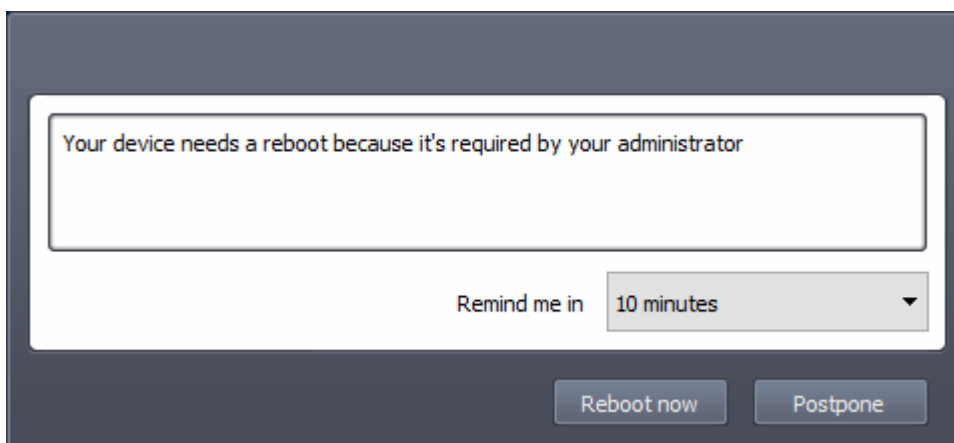 Your device needs a reboot because it's required by your administrator
Remind me in 10 minutes
Reboot now Postpone